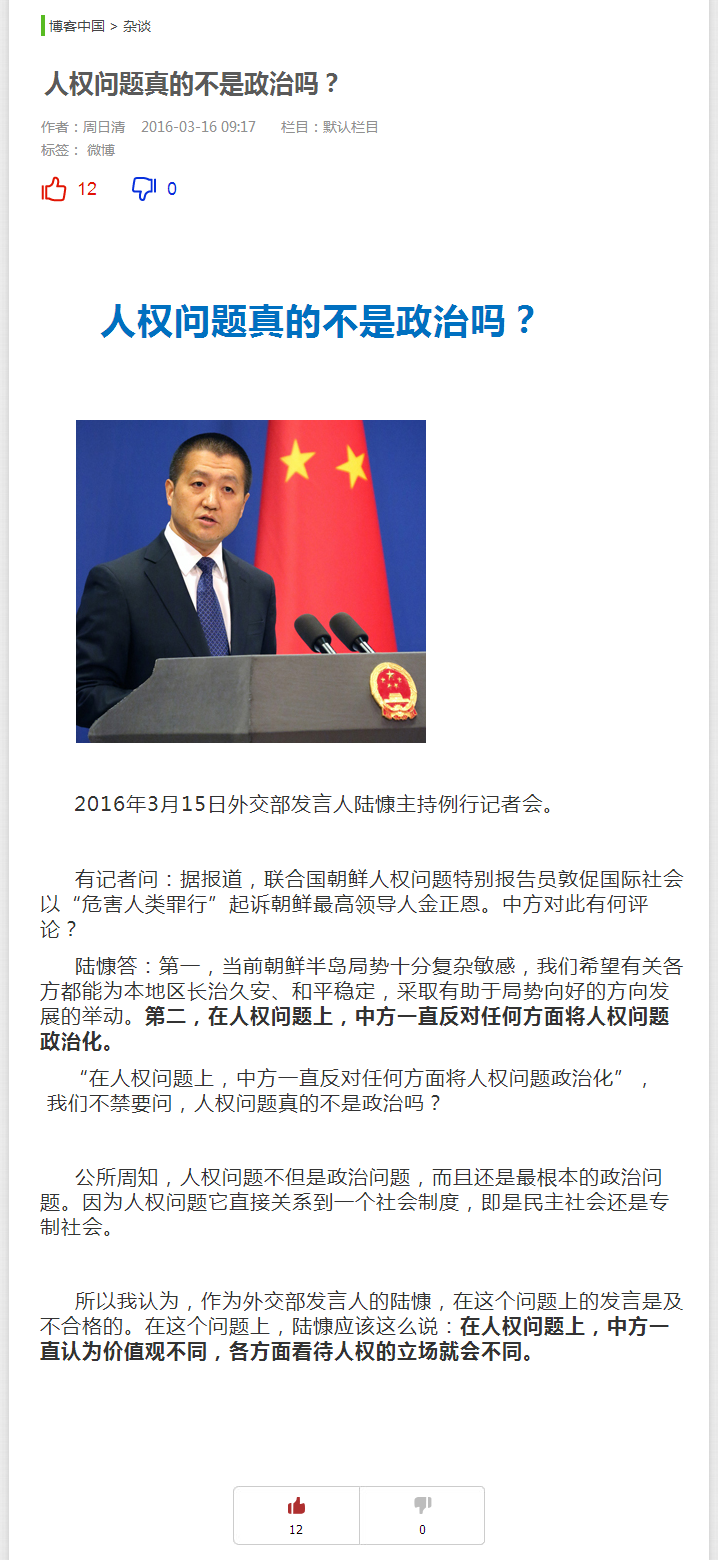 博客中国 > 杂谈
人权问题真的不是政治吗？
作者：周日清 2016-03-16 09:17 栏目：默认栏目
标签： 微博
12 0
人权问题真的不是政治吗？
2016年3月15日外交部发言人陆慷主持例行记者会。
有记者问：据报道，联合国朝鲜人权问题特别报告员敦促国际社会
以“危害人类罪行”起诉朝鲜最高领导人金正恩。中方对此有何评
论？
陆慷答：第一，当前朝鲜半岛局势十分复杂敏感，我们希望有关各
方都能为本地区长治久安、和平稳定，采取有助于局势向好的方向发
展的举动。第二，在人权问题上，中方一直反对任何方面将人权问题
政治化。
“在人权问题上，中方一直反对任何方面将人权问题政治化”，
我们不禁要问，人权问题真的不是政治吗？
公所周知，人权问题不但是政治问题，而且还是最根本的政治问
题。因为人权问题它直接关系到一个社会制度，即是民主社会还是专
制社会。
所以我认为，作为外交部发言人的陆慷，在这个问题上的发言是及
不合格的。在这个问题上，陆慷应该这么说：在人权问题上，中方一
直认为价值观不同，各方面看待人权的立场就会不同。
12 0